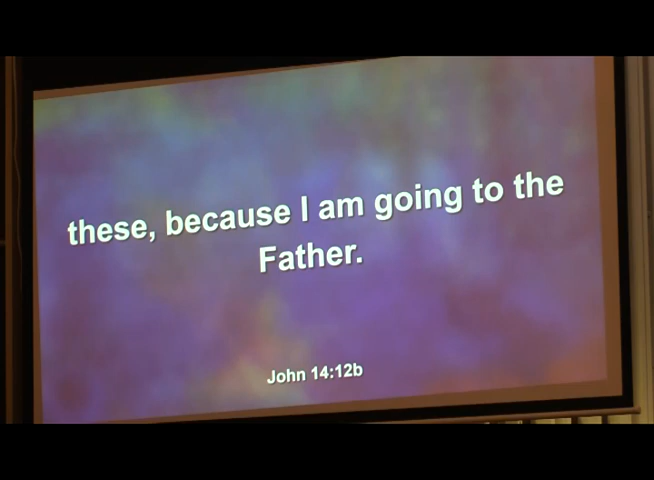 these, because I am going to the
Father.
John 14:12b